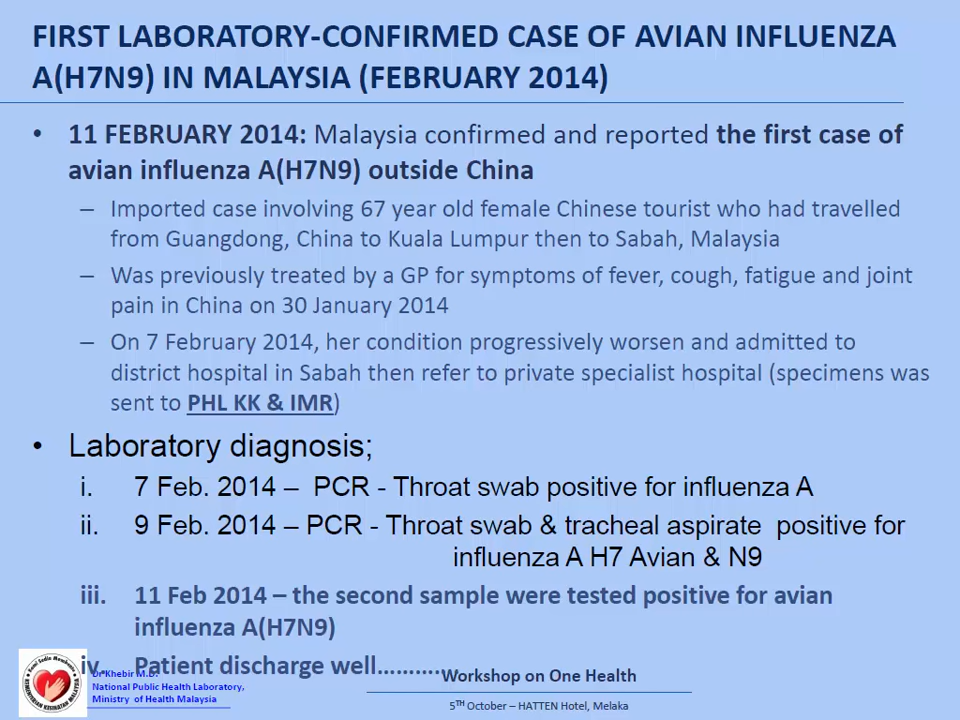 FIRST LABORATORY-CONFIRMED CASE OF AVIAN INFLUENZA
A(H7N9) IN MALAYSIA (FEBRUARY 2014)
• 11 FEBRUARY 2014: Malaysia confirmed and reported the first case of
avian influenza A(H7N9) outside China
– Imported case involving 67 year old female Chinese tourist who had travelled
from Guangdong, China to Kuala Lumpur then to Sabah, Malaysia
– Was previously treated by a GP for symptoms of fever, cough, fatigue and joint
pain in China on 30 January 2014
– On 7 February 2014, her condition progressively worsen and admitted to
district hospital in Sabah then refer to private specialist hospital (specimens was
sent to PHL KK & IMR)
• Laboratory diagnosis;
i. 7 Feb. 2014 – PCR - Throat swab positive for influenza A
ii. 9 Feb. 2014 – PCR - Throat swab & tracheal aspirate positive for
influenza A H7 Avian & N9
iii. 11 Feb 2014 – the second sample were tested positive for avian
influenza A(H7N9)
iv. Patient discharge well…………
Dr Khebir M.D.
National Public Health Laboratory,
Ministry of Health Malaysia
Workshop on One Health
5TH October – HATTEN Hotel, Melaka